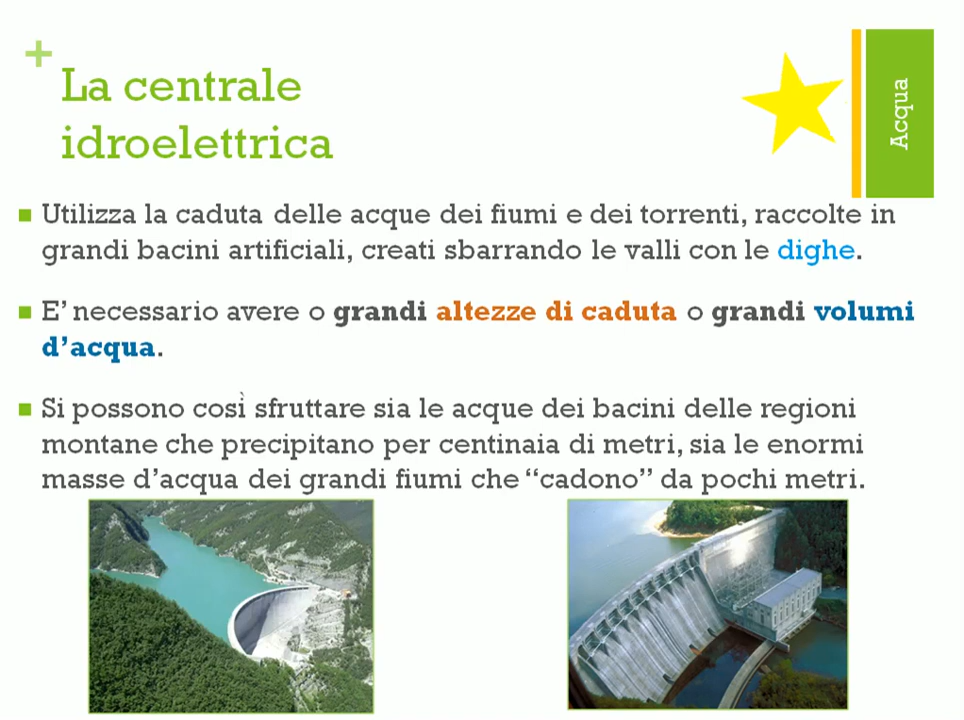 +
La centrale
idroelettrica
Acqua
■ Utilizza la caduta delle acque dei fiumi e dei torrenti, raccolte in
grandi bacini artificiali, creati sbarrando le valli con le dighe.
■ E’ necessario avere o grandi altezze di caduta o grandi volumi
d’acqua.
■ Si possono così sfruttare sia le acque dei bacini delle regioni
montane che precipitano per centinaia di metri, sia le enormi
masse d’acqua dei grandi fiumi che “cadono” da pochi metri.